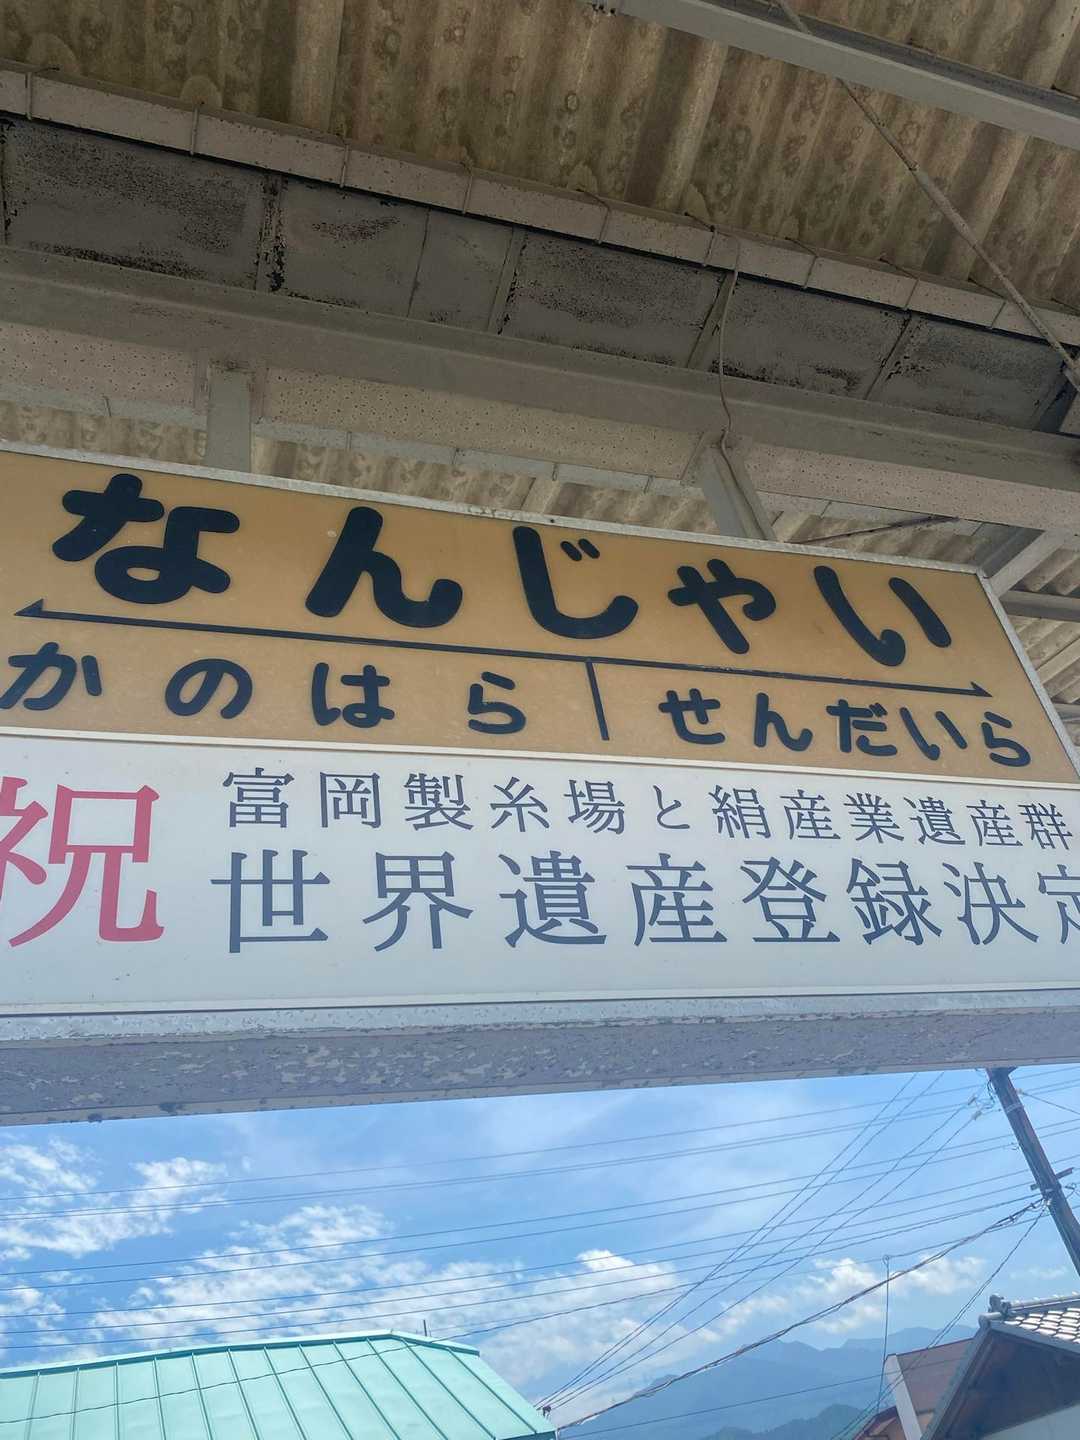 なんじゃい
かのはら せんだいら
祝 富岡製糸場と絹産業遺産群
世界遺産登録決定